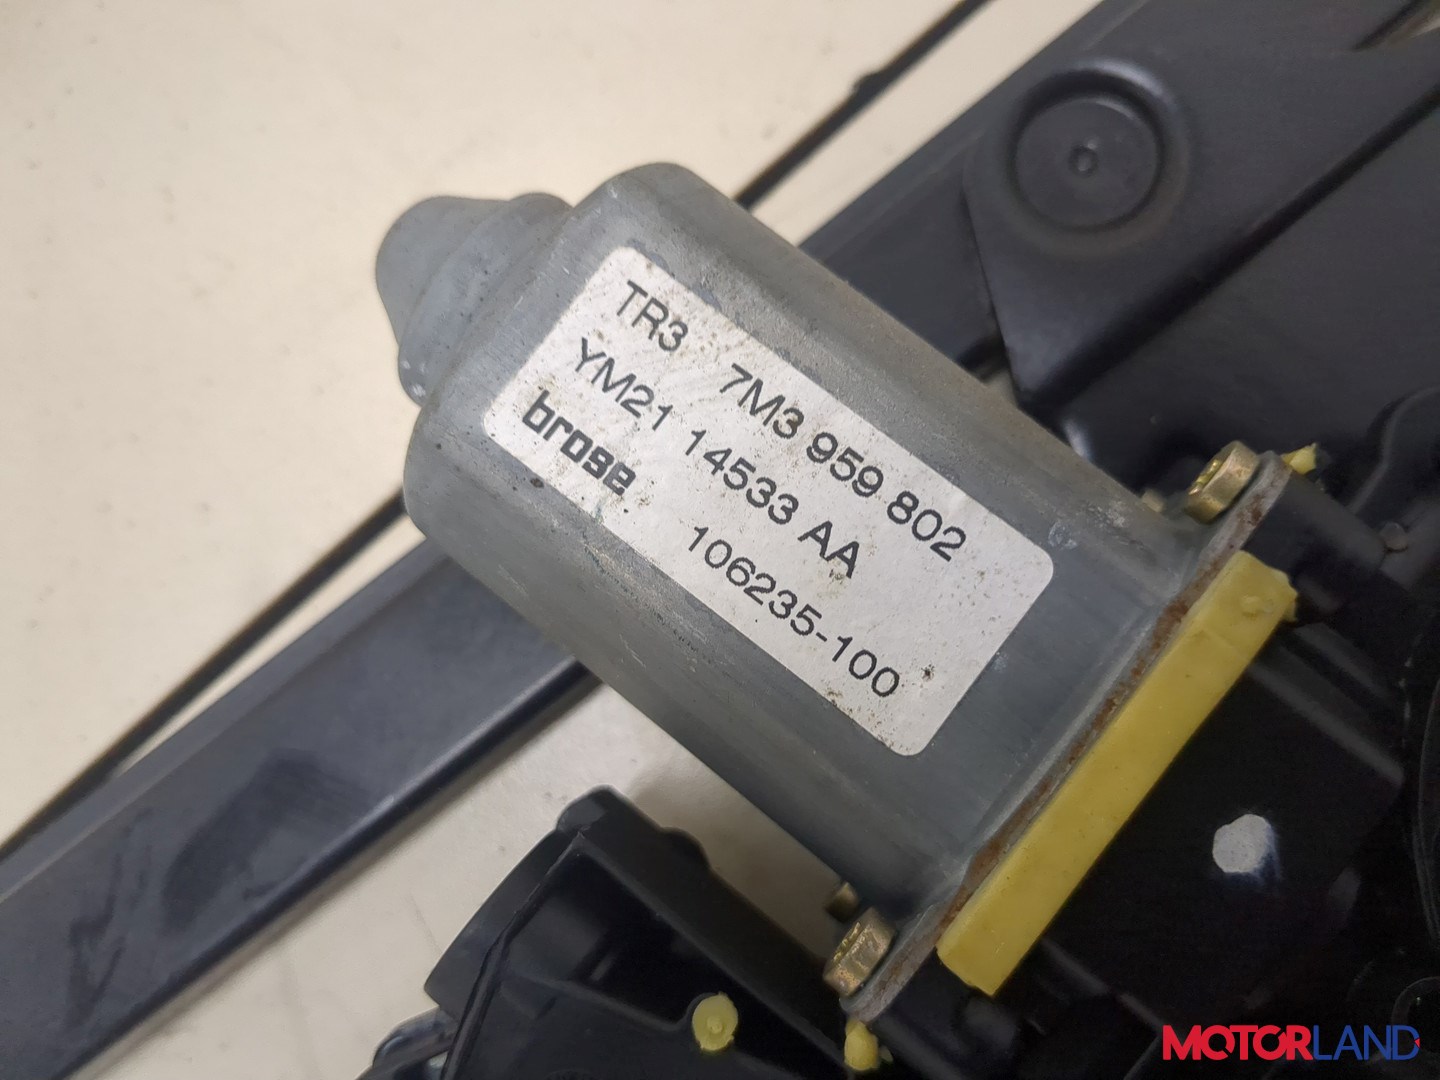 TR3 7M3 959 802
YM21 14533 AA
brose 106235-100
MOTORLAND